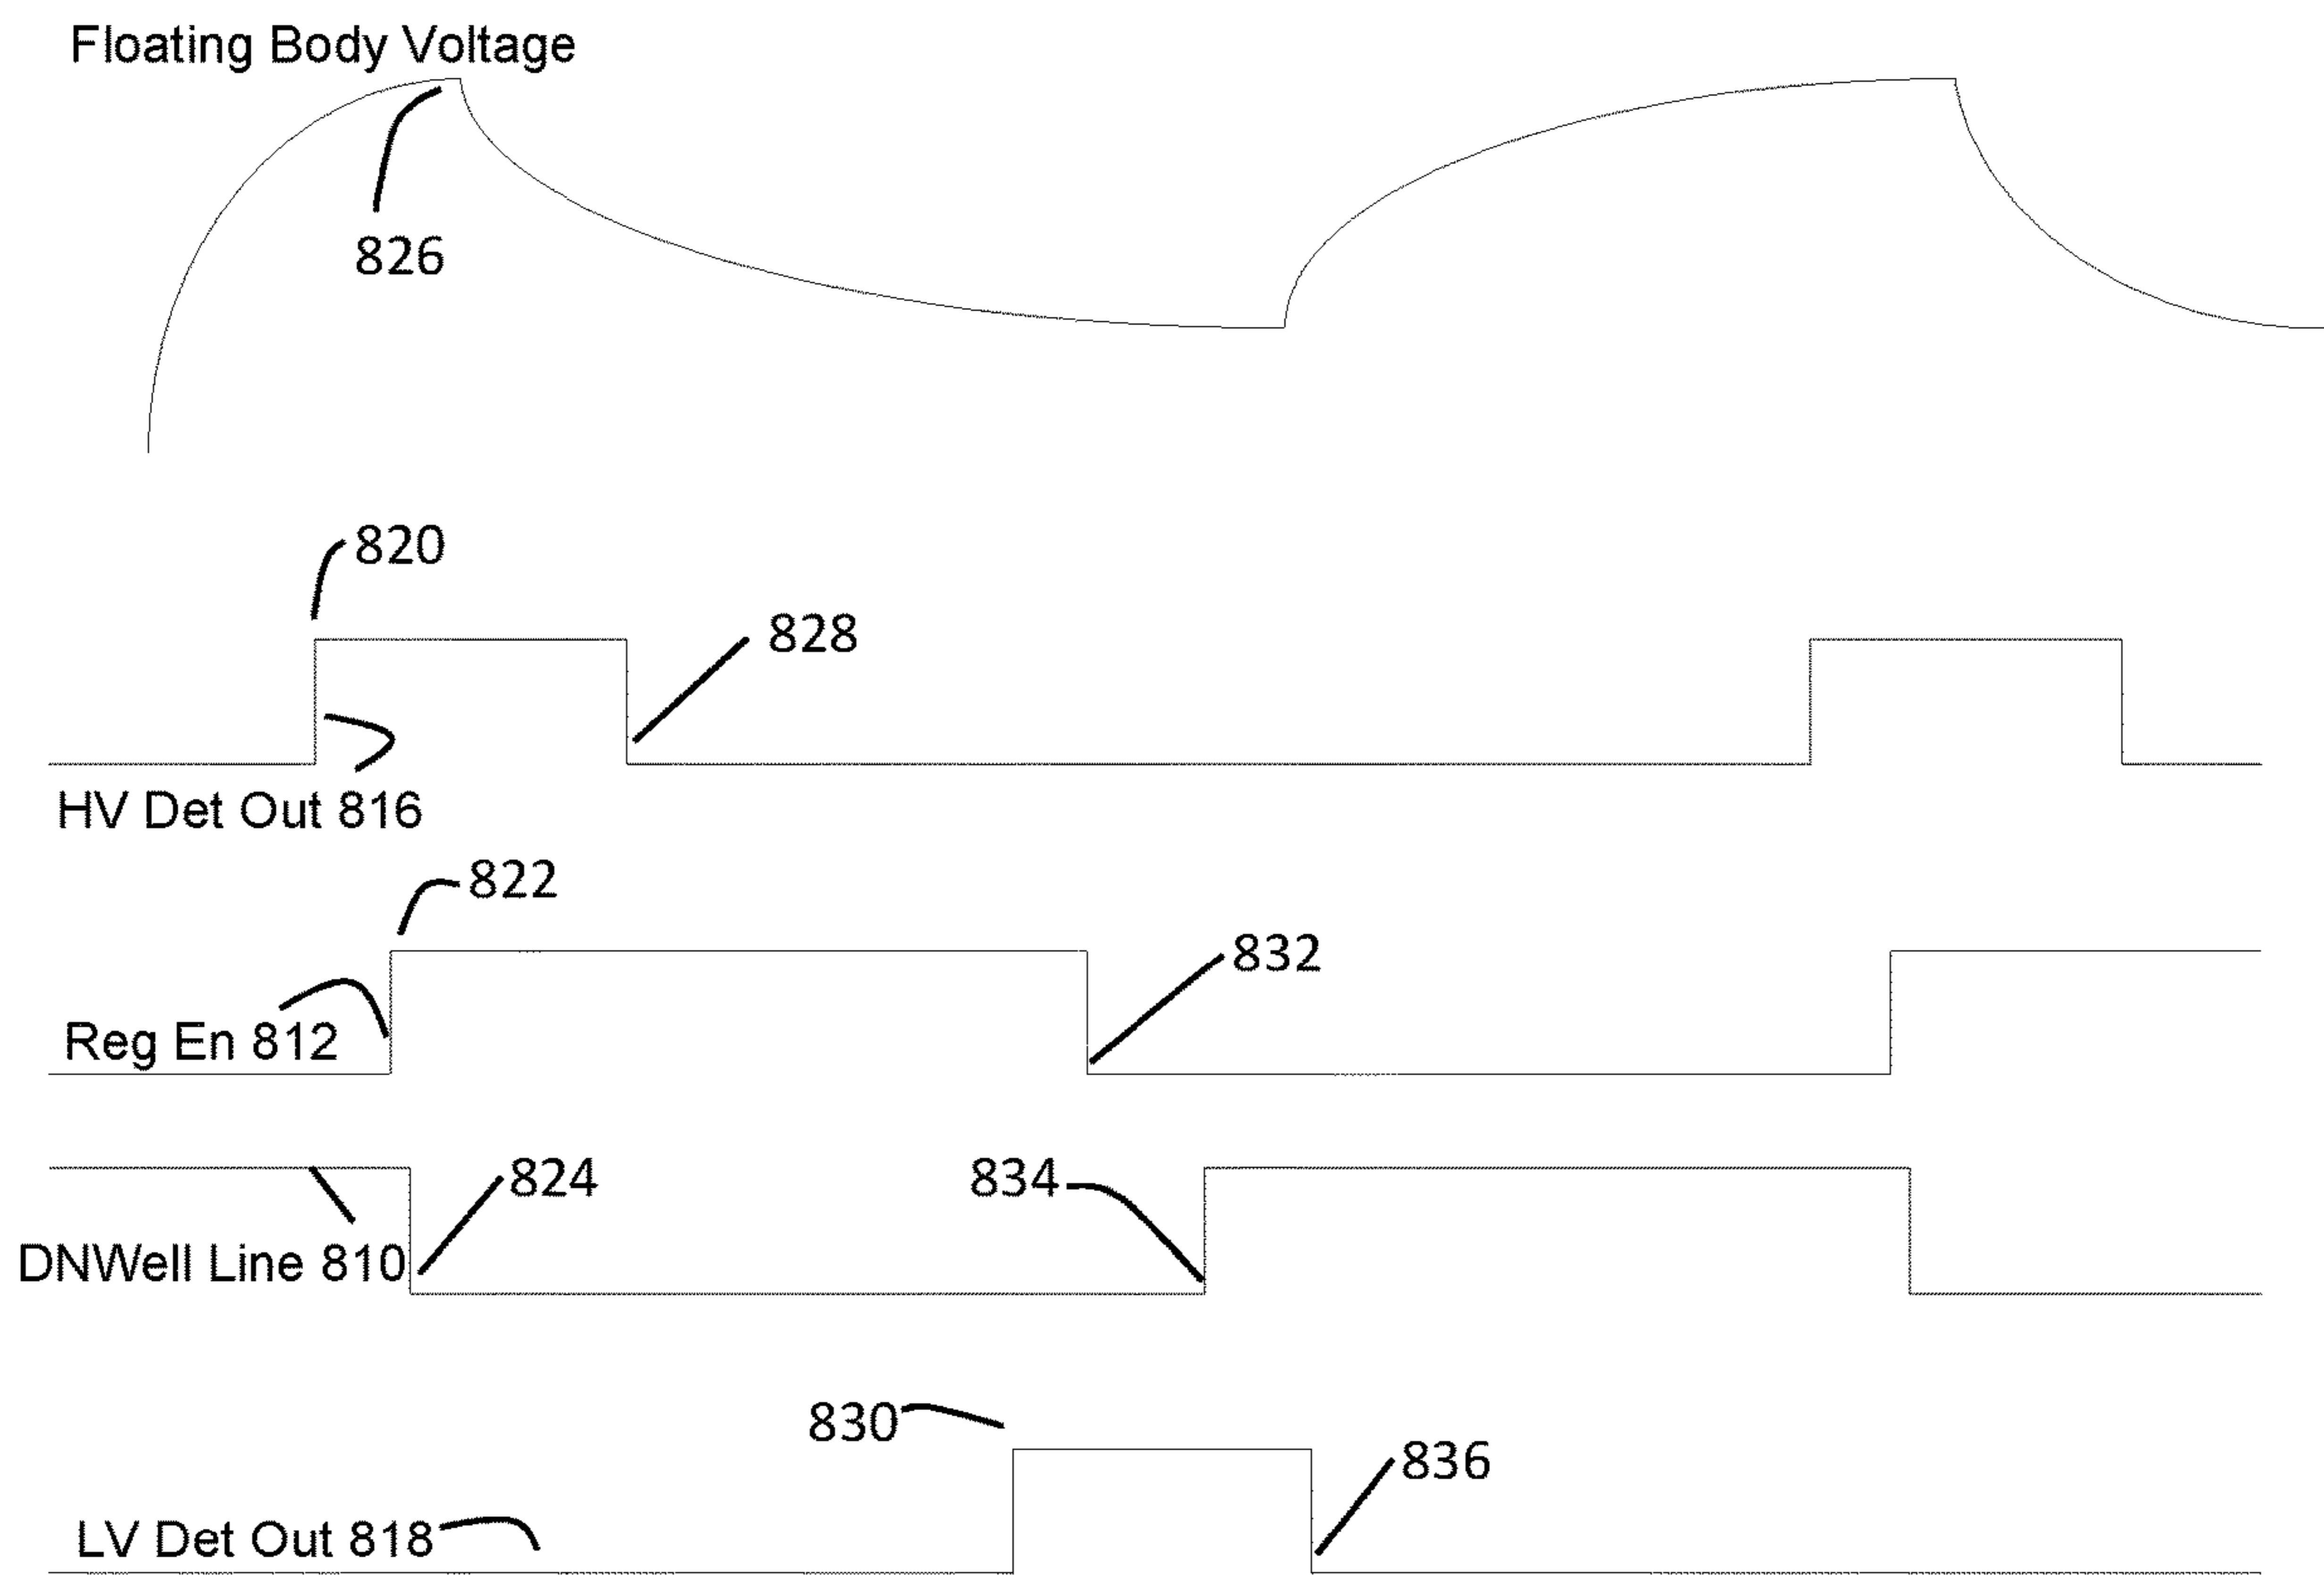 Floating Body Voltage
826
820
828
HV Det Out 816
822
832
Reg En 812
824
834
DNWell Line 810
830
836
LV Det Out 818